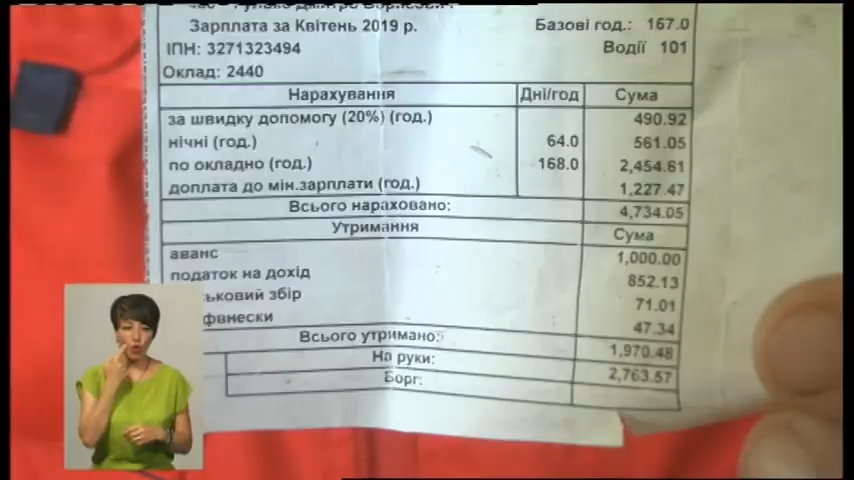 Зарплата за Квітень 2019 р. Базові год.: 167.0
ІПН: 3271323494 Водії 101
Оклад: 2440
Нарахування Дні/год Сума
за швидку допомогу (20%) (год.) 490.92
нічні (год.) 64.0 561.05
по окладно (год.) 168.0 2,454.61
доплата до мін.зарплати (год.) 1,227.47
Всього нараховано: 4,734.05
Утримання Сума
аванс 1,000.00
податок на дохід 852.13
ьковий збір 71.01
фвнески 47.34
Всього утримано: 1,970.48
На руки: 2,763.57
Борг: